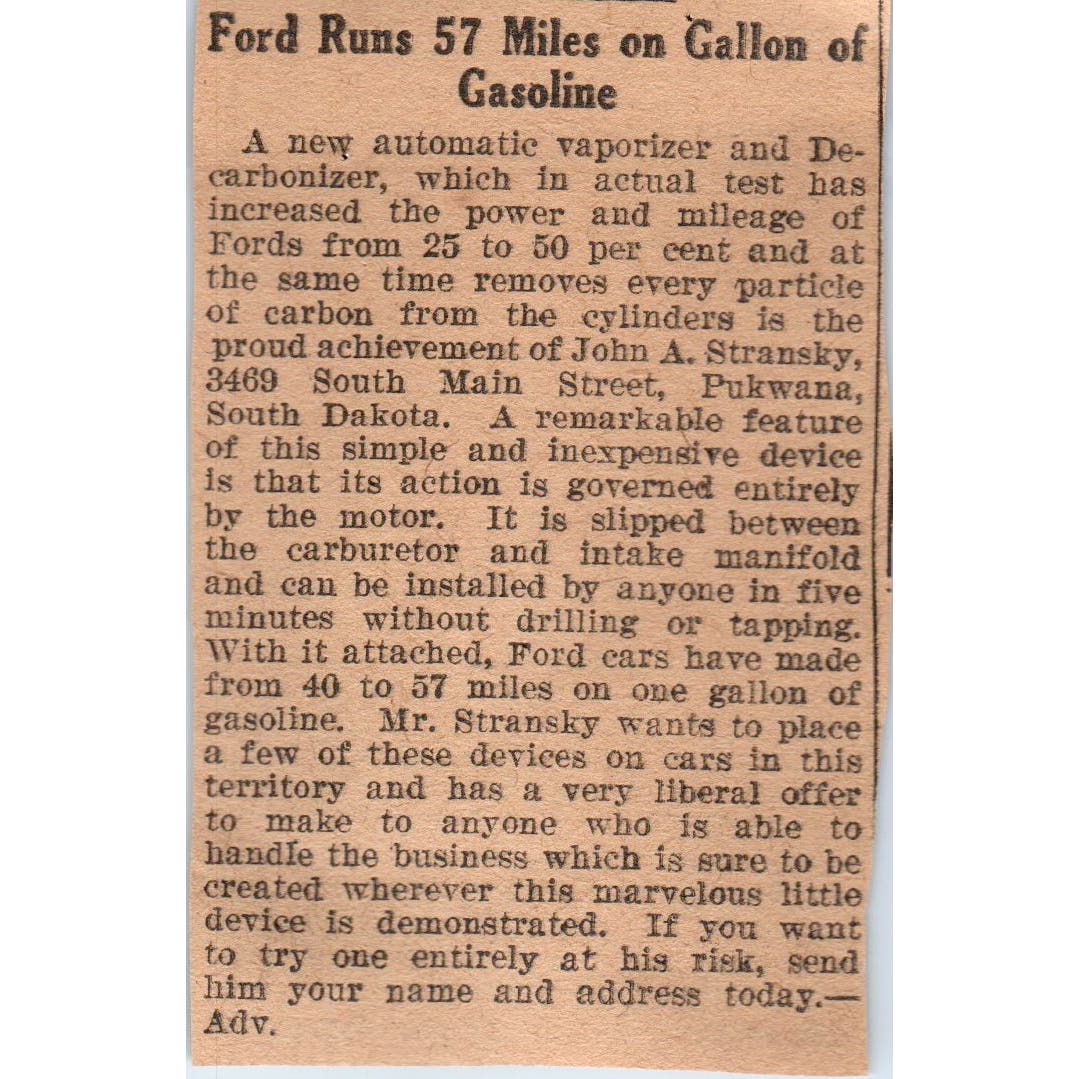 Ford Runs 57 Miles on Gallon of
Gasoline
A new automatic vaporizer and De-
carbonizer, which in actual test has
increased the power and mileage of
Fords from 25 to 50 per cent and at
the same time removes every particle
of carbon from the cylinders is the
proud achievement of John A. Stransky,
3469 South Main Street, Pukwana,
South Dakota. A remarkable feature
of this simple and inexpensive device
is that its action is governed entirely
by the motor. It is slipped between
the carburetor and intake manifold
and can be installed by anyone in five
minutes without drilling or tapping.
With it attached, Ford cars have made
from 40 to 57 miles on one gallon of
gasoline. Mr. Stransky wants to place
a few of these devices on cars in this
territory and has a very liberal offer
to make to anyone who is able to
handle the business which is sure to be
created wherever this marvelous little
device is demonstrated. If you want
to try one entirely at his risk, send
him your name and address today.—
Adv.